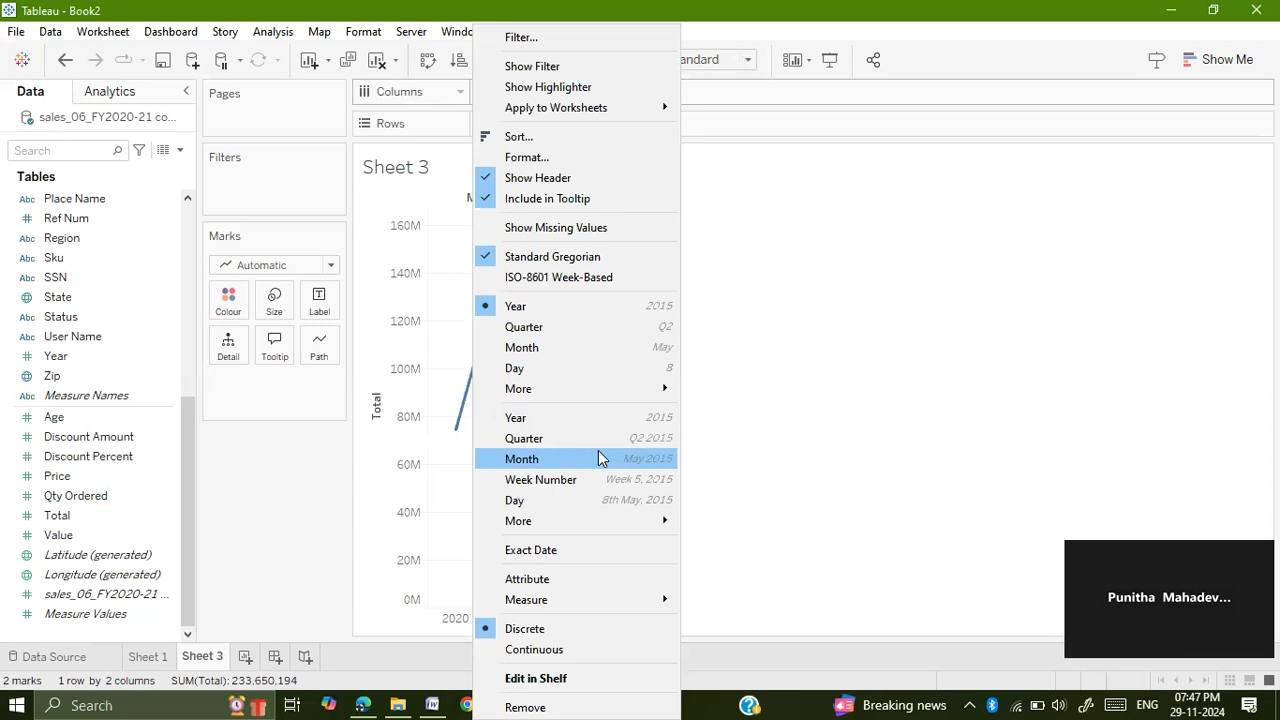 Tableau - Book2
File Data Worksheet Dashboard Story Analysis Map Format Server
andard
Show Me
Data Analytics
sales_06_FY2020-21 co...
Search
Tables
Abc Place Name
# Ref Num
Abc Region
Abc Sku
Abc SSN
State
Abc Status
Abc User Name
# Year
Zip
Abc Measure Names
# Age
# Discount Amount
# Discount Percent
# Price
# Qty Ordered
# Total
# Value
Latitude (generated)
Longitude (generated)
# sales_06_FY2020-21 ...
# Measure Values
Pages
Filters
Marks
Automatic
Colour Size Label
Detail Tooltip Path
Columns
Rows
Sheet 3
160M
140M
120M
100M
80M
60M
40M
20M
0M
Total
2020
Filter...
Show Filter
Show Highlighter
Apply to Worksheets
Sort...
Format...
Show Header
Include in Tooltip
Show Missing Values
Standard Gregorian
ISO-8601 Week-Based
Year 2015
Quarter Q2
Month May
Day 8
More
Year 2015
Quarter Q2 2015
Month May 2015
Week Number Week 5, 2015
Day 8th May, 2015
More
Exact Date
Attribute
Measure
Discrete
Continuous
Edit in Shelf
Remove
Punitha Mahadev...
Data Source Sheet 1 Sheet 3
2 marks 1 row by 2 columns SUM(Total): 233,650,194
Search
Breaking news
ENG
07:47 PM
29-11-2024